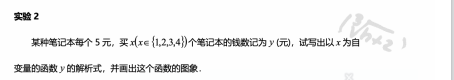 实验 2
某种笔记本每个 5 元，买 x(x∈{1,2,3,4})个笔记本的钱数记为 y (元)，试写出以 x 为自
变量的函数 y 的解析式，并画出这个函数的图象．